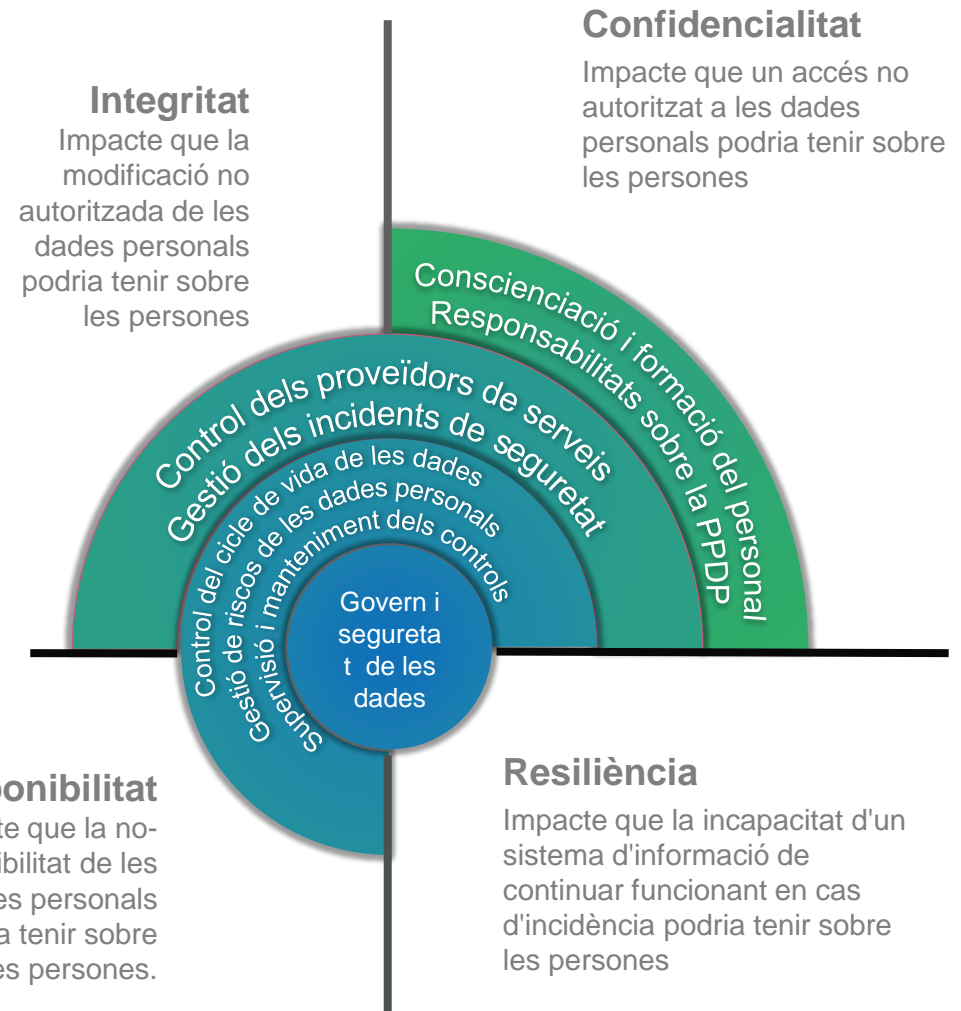 Confidencialitat
Impacte que un accés no
autoritzat a les dades
personals podria tenir sobre
les persones
Integritat
Impacte que la
modificació no
autoritzada de les
dades personals
podria tenir sobre
les persones
Conscienciació i formació del personal
Responsabilitats sobre la PPDP
Control dels proveïdors de serveis
Gestió dels incidents de seguretat
Control del cicle de vida de les dades
Gestió de riscos de les dades personals
Supervisió i manteniment dels controls
Govern i
segureta
t de les
dades
ponibilitat
te que la no-
ibilitat de les
es personals
a tenir sobre
es persones.
Resiliència
Impacte que la incapacitat d'un
sistema d'informació de
continuar funcionant en cas
d'incidència podria tenir sobre
les persones